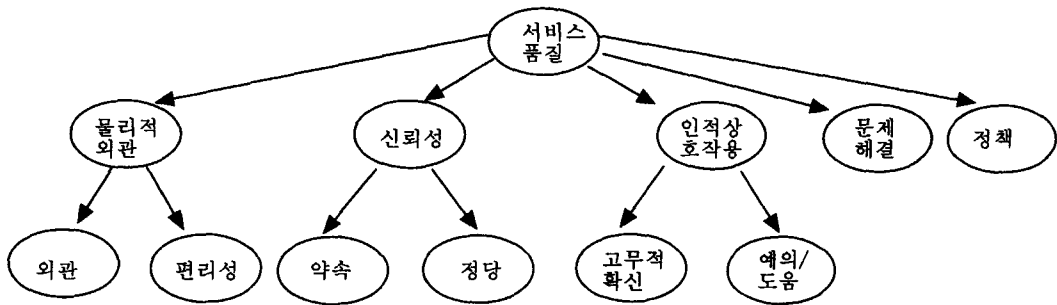 서비스
품질
물리적
외관
신뢰성
인적상
호작용
문제
해결
정책
외관
편리성
약속
정당
고무적
확신
예의/
도움